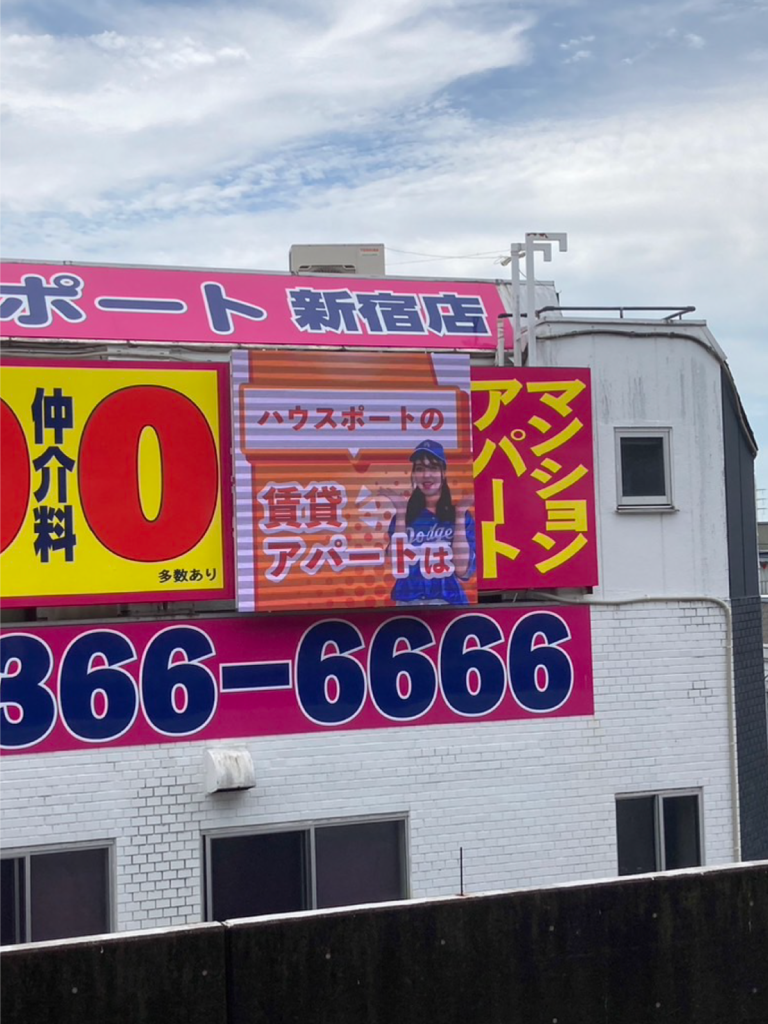 ポート 新宿店
仲介料
0
多数あり
ハウスポートの
賃貸
アパートは
Dodge
マンション
アパート
366-6666